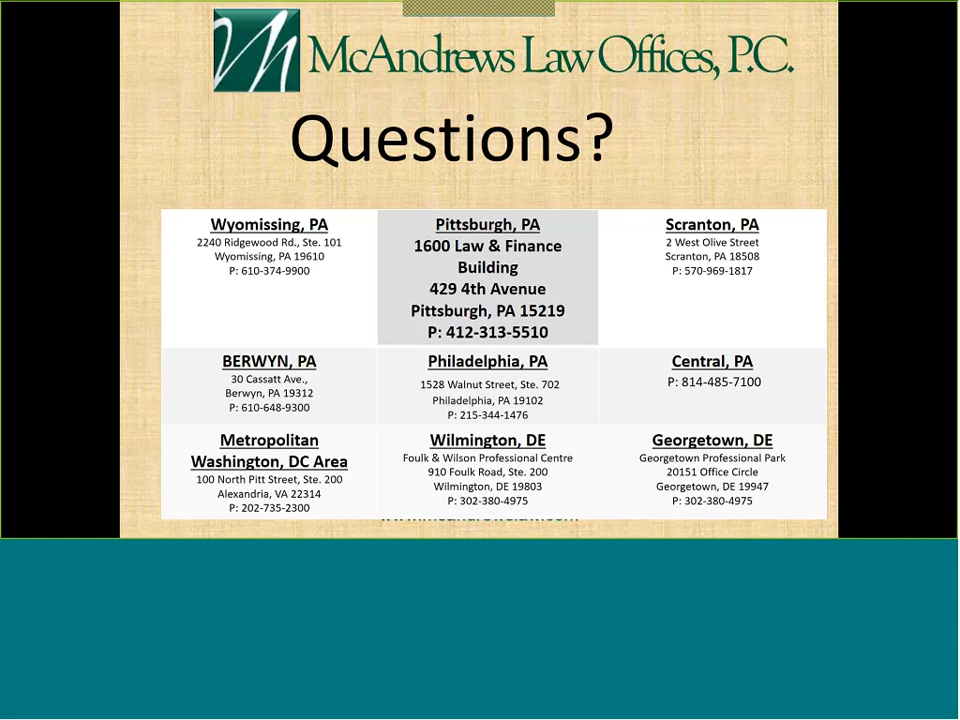 McAndrews Law Offices, P.C.
Questions?
Wyomissing, PA
2240 Ridgewood Rd., Ste. 101
Wyomissing, PA 19610
P: 610-374-9900
Pittsburgh, PA
1600 Law & Finance
Building
429 4th Avenue
Pittsburgh, PA 15219
P: 412-313-5510
Scranton, PA
2 West Olive Street
Scranton, PA 18508
P: 570-969-1817
BERWYN, PA
30 Cassatt Ave.,
Berwyn, PA 19312
P: 610-648-9300
Philadelphia, PA
1528 Walnut Street, Ste. 702
Philadelphia, PA 19102
P: 215-344-1476
Central, PA
P: 814-485-7100
Metropolitan
Washington, DC Area
100 North Pitt Street, Ste. 200
Alexandria, VA 22314
P: 202-735-2300
Wilmington, DE
Foulk & Wilson Professional Centre
910 Foulk Road, Ste. 200
Wilmington, DE 19803
P: 302-380-4975
Georgetown, DE
Georgetown Professional Park
20151 Office Circle
Georgetown, DE 19947
P: 302-380-4975